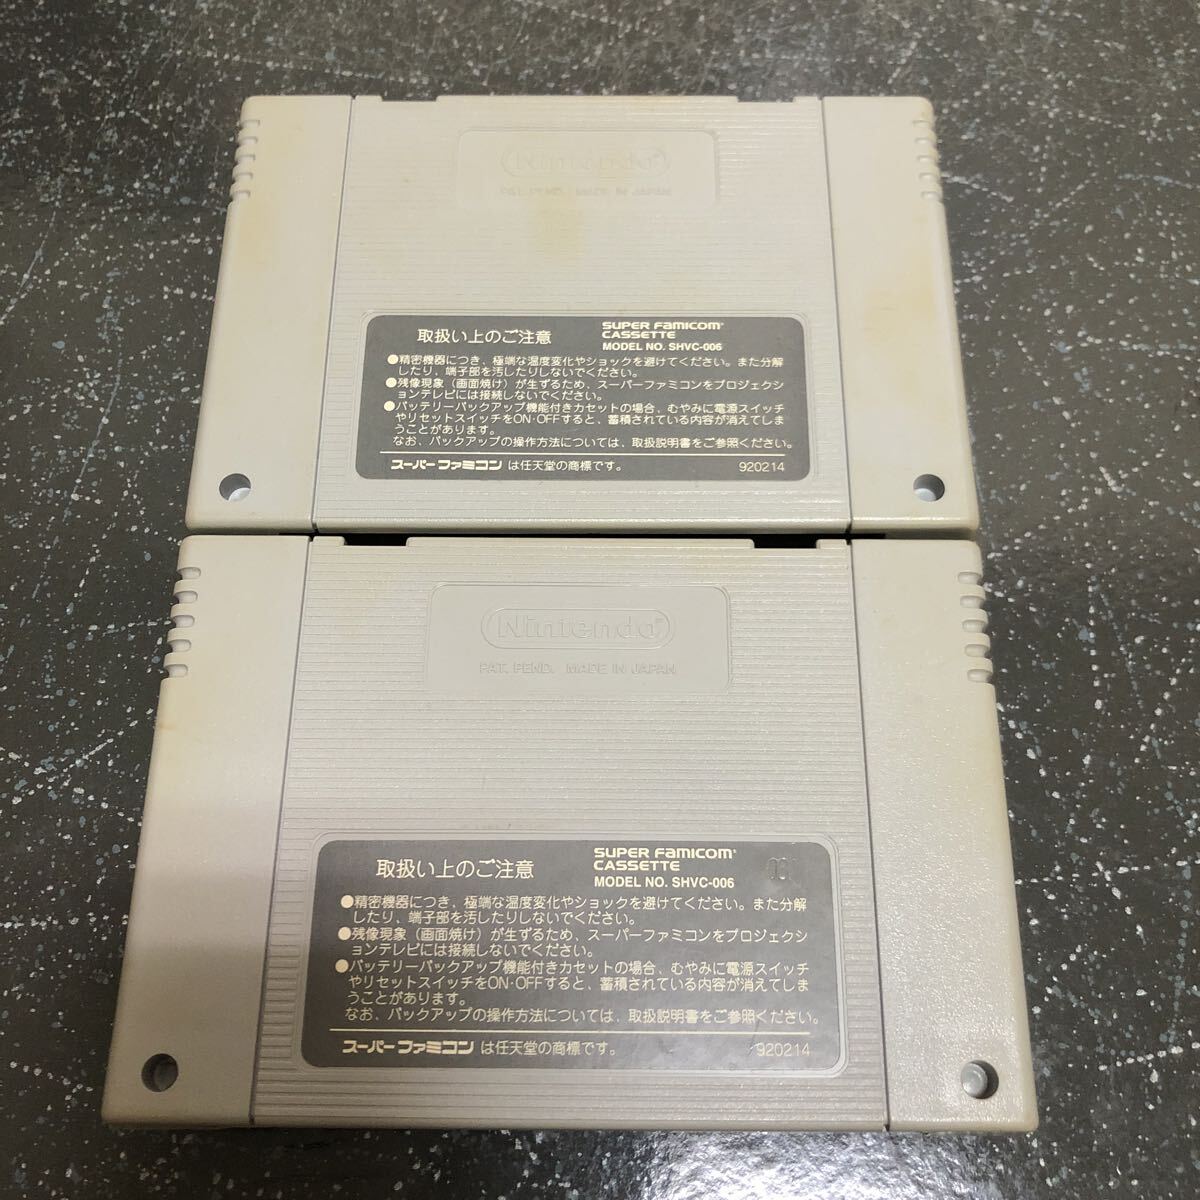 Nintendo
PAT. PEND. MADE IN JAPAN
取扱い上のご注意
SUPER FAMICOM
CASSETTE
MODEL NO. SHVC-006
●精密機器につき、極端な温度変化やショックを避けてください。また分解
したり、端子部を汚したりしないでください。
●残像現象（画面焼け）が生ずるため、スーパーファミコンをプロジェクシ
ョンテレビには接続しないでください。
●バッテリーバックアップ機能付きカセットの場合、むやみに電源スイッチ
やリセットスイッチをON·OFFすると、蓄積されている内容が消えてしま
うことがあります。
なお、バックアップの操作方法については、取扱説明書をご参照ください。
スーパーファミコン は任天堂の商標です。
920214
Nintendo
PAT. PEND. MADE IN JAPAN
取扱い上のご注意
SUPER FAMICOM
CASSETTE
MODEL NO. SHVC-006
●精密機器につき、極端な温度変化やショックを避けてください。また分解
したり、端子部を汚したりしないでください。
●残像現象（画面焼け）が生ずるため、スーパーファミコンをプロジェクシ
ョンテレビには接続しないでください。
●バッテリーバックアップ機能付きカセットの場合、むやみに電源スイッチ
やリセットスイッチをON·OFFすると、蓄積されている内容が消えてしま
うことがあります。
なお、バックアップの操作方法については、取扱説明書をご参照ください。
スーパーファミコン は任天堂の商標です。
920214